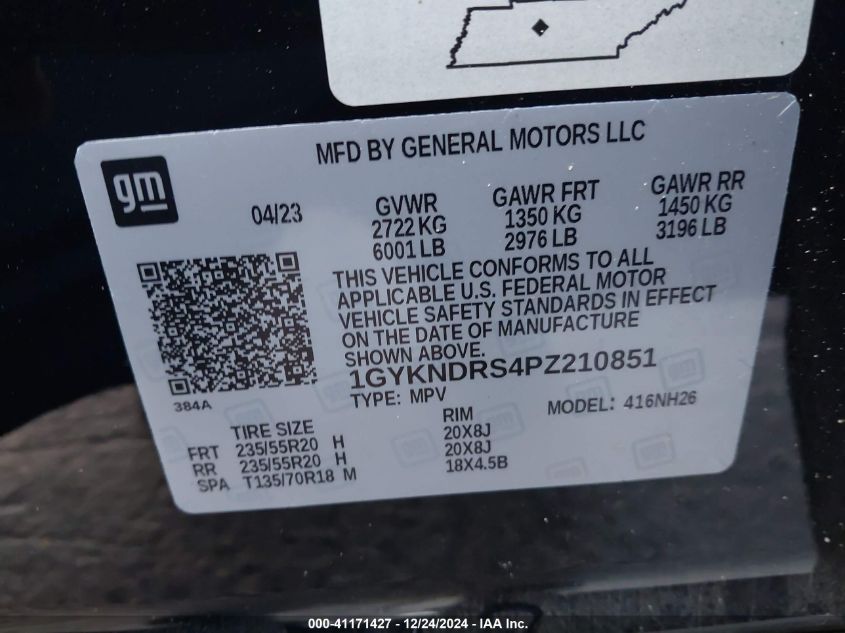 MFD BY GENERAL MOTORS LLC
gm
04/23
GVWR
2722 KG
6001 LB
GAWR FRT
1350 KG
2976 LB
GAWR RR
1450 KG
3196 LB
THIS VEHICLE CONFORMS TO ALL
APPLICABLE U.S. FEDERAL MOTOR
VEHICLE SAFETY STANDARDS IN EFFECT
ON THE DATE OF MANUFACTURE
SHOWN ABOVE.
1GYKNDRS4PZ210851
384A
TYPE: MPV
MODEL: 416NH26
TIRE SIZE
RIM
FRT 235/55R20 H 20X8J
RR 235/55R20 H 20X8J
SPA T135/70R18 M 18X4.5B
000-41171427 - 12/24/2024 - IAA Inc.